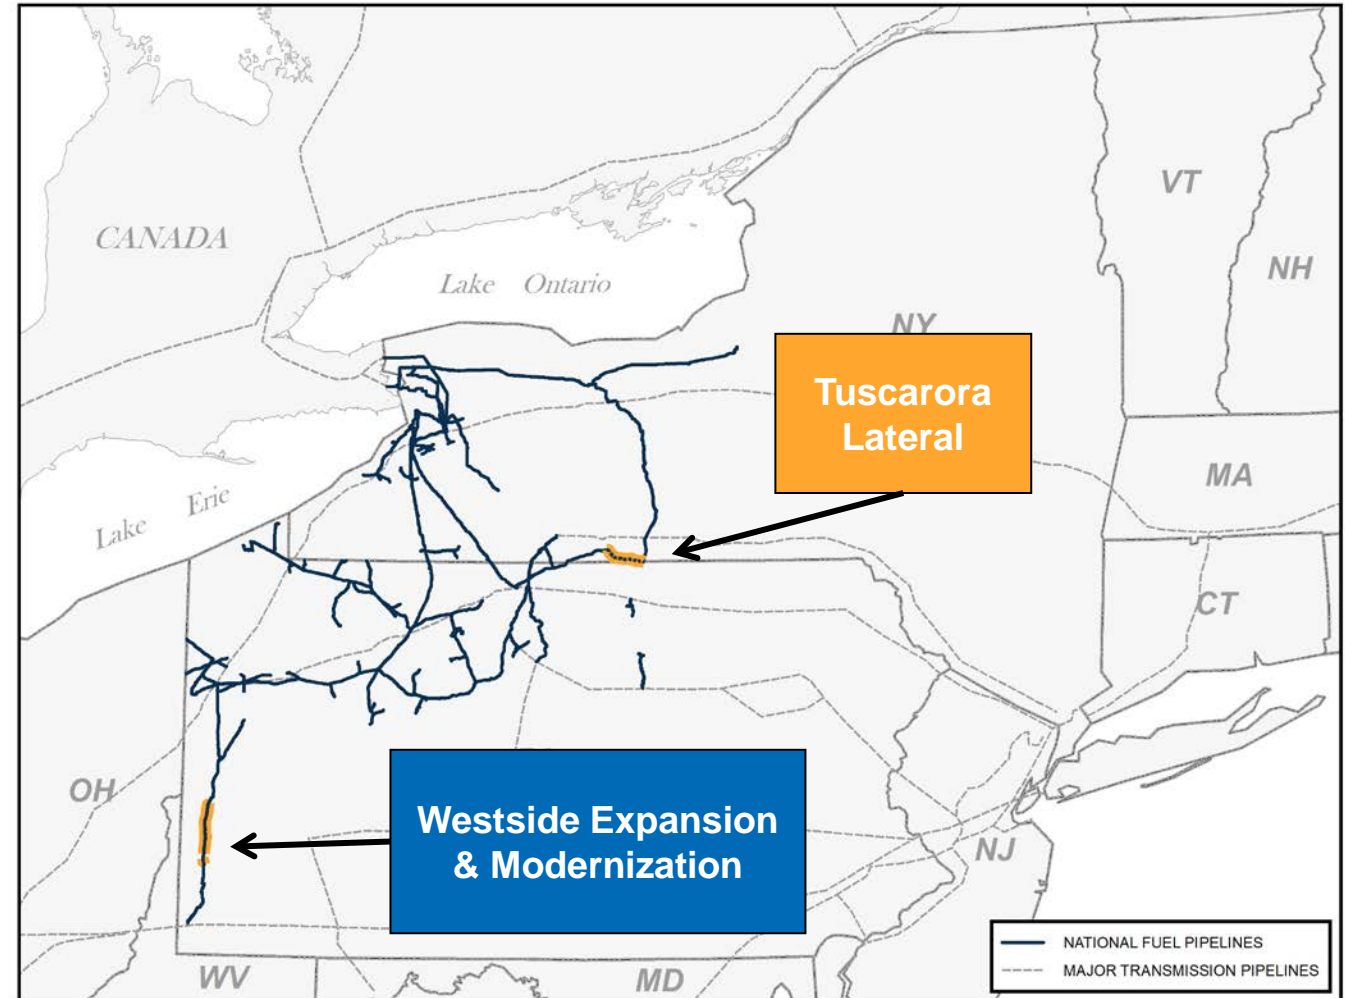 CANADA
Lake Ontario
VT
NH
NY
Tuscarora
Lateral
MA
Lake Erie
CT
OH
Westside Expansion
& Modernization
NJ
WV
MD
NATIONAL FUEL PIPELINES
MAJOR TRANSMISSION PIPELINES